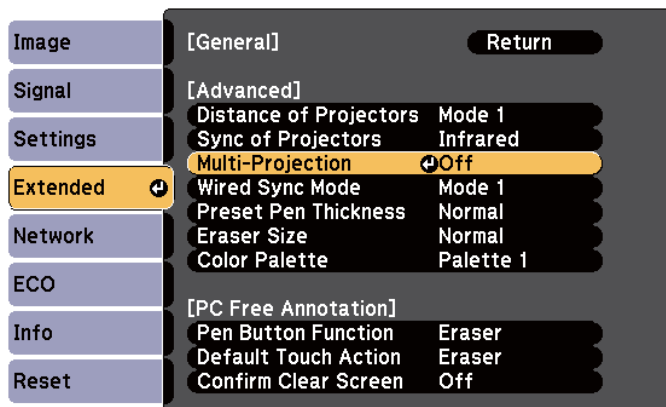 Image
Signal
Settings
Extended
Network
ECO
Info
Reset
[General] Return
[Advanced]
Distance of Projectors Mode 1
Sync of Projectors Infrared
Multi-Projection Off
Wired Sync Mode Mode 1
Preset Pen Thickness Normal
Eraser Size Normal
Color Palette Palette 1
[PC Free Annotation]
Pen Button Function Eraser
Default Touch Action Eraser
Confirm Clear Screen Off